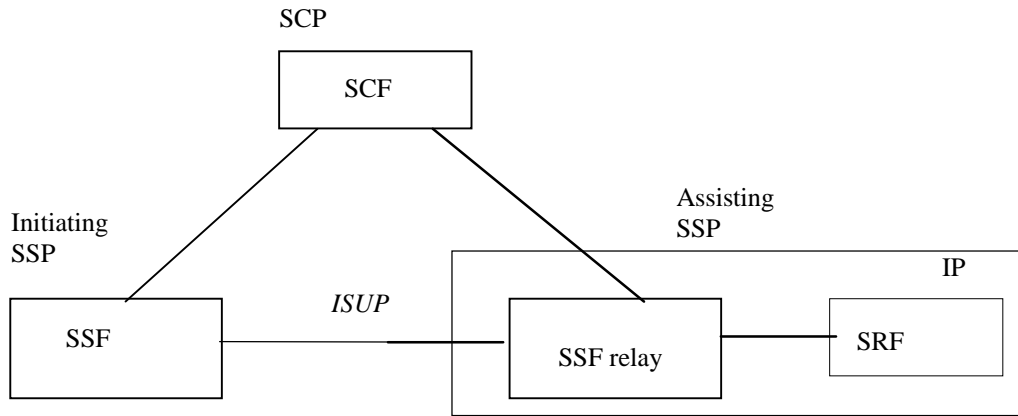 SCP
SCF
Initiating
SSP
Assisting
SSP
IP
ISUP
SSF
SSF relay
SRF